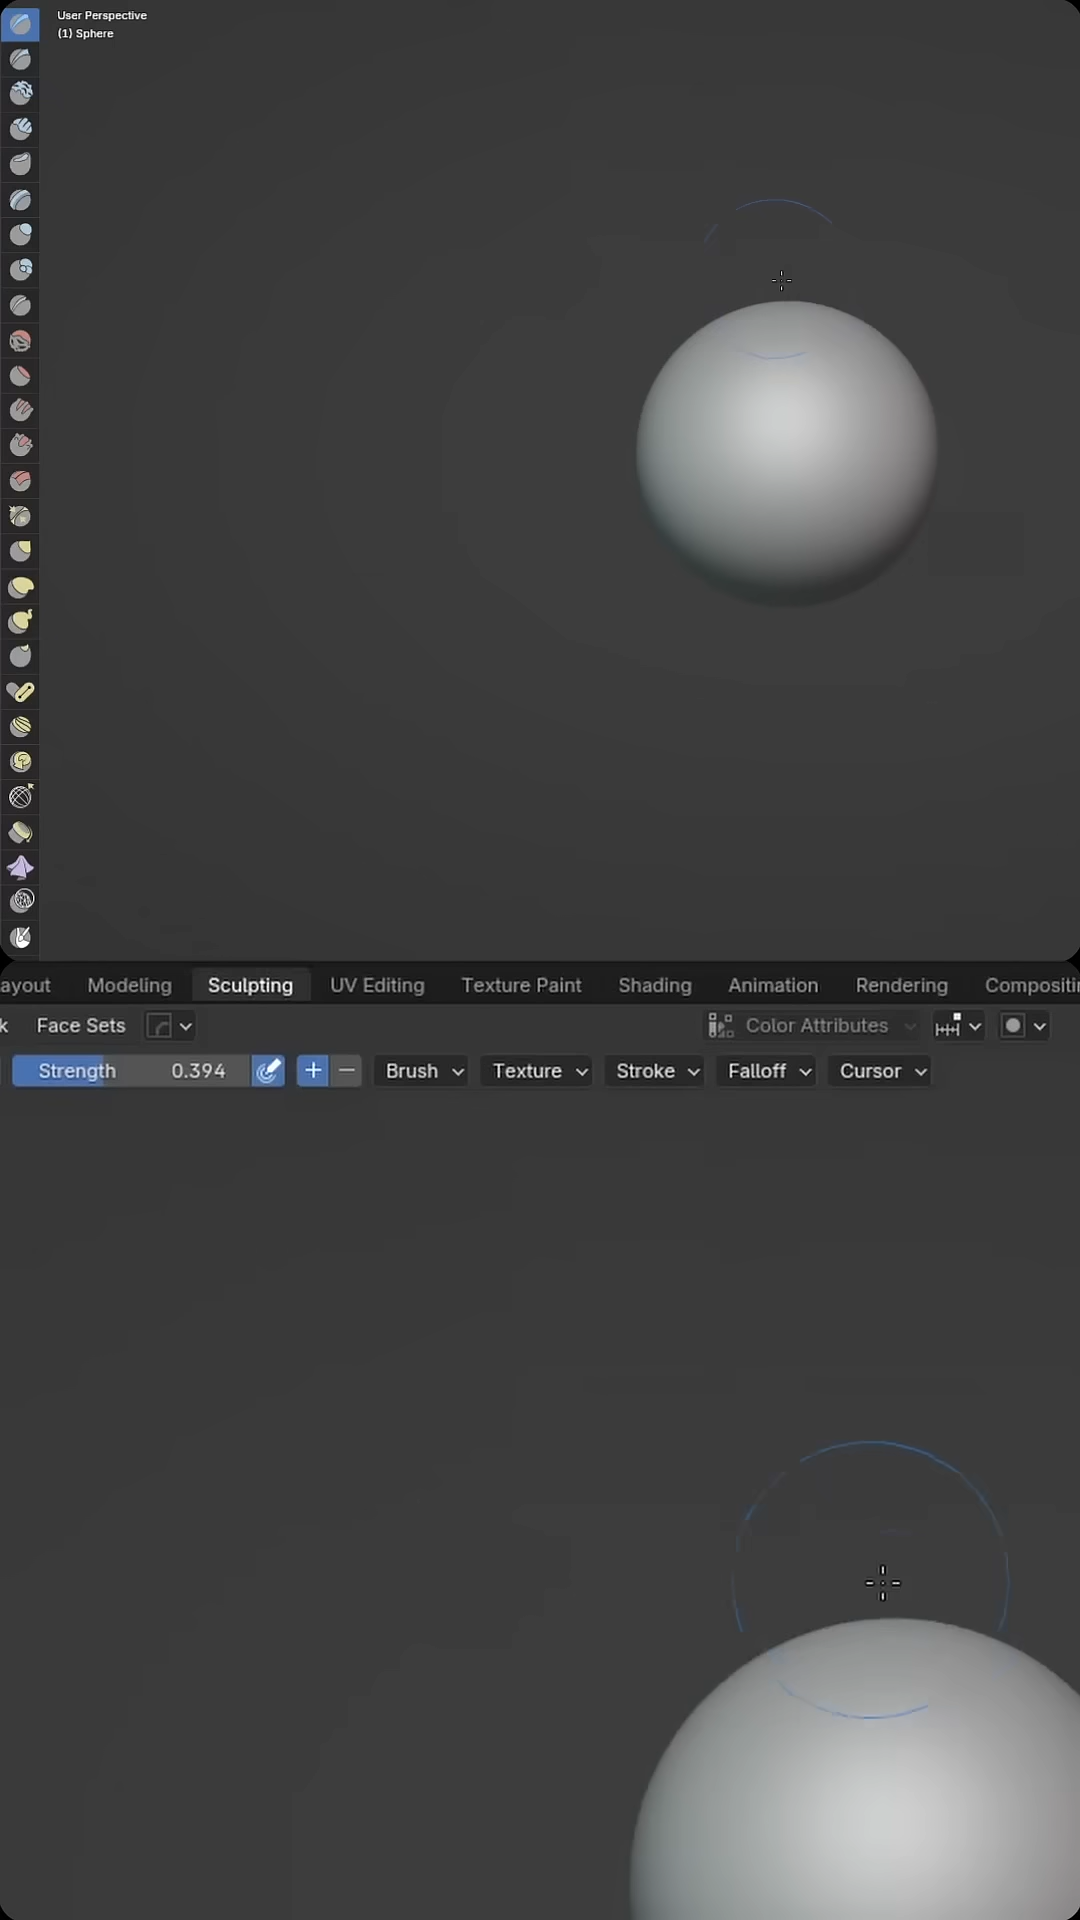 User Perspective
(1) Sphere
ayout Modeling Sculpting UV Editing Texture Paint Shading Animation Rendering Compositi
k Face Sets Color Attributes
Strength 0.394 + − Brush Texture Stroke Falloff Cursor